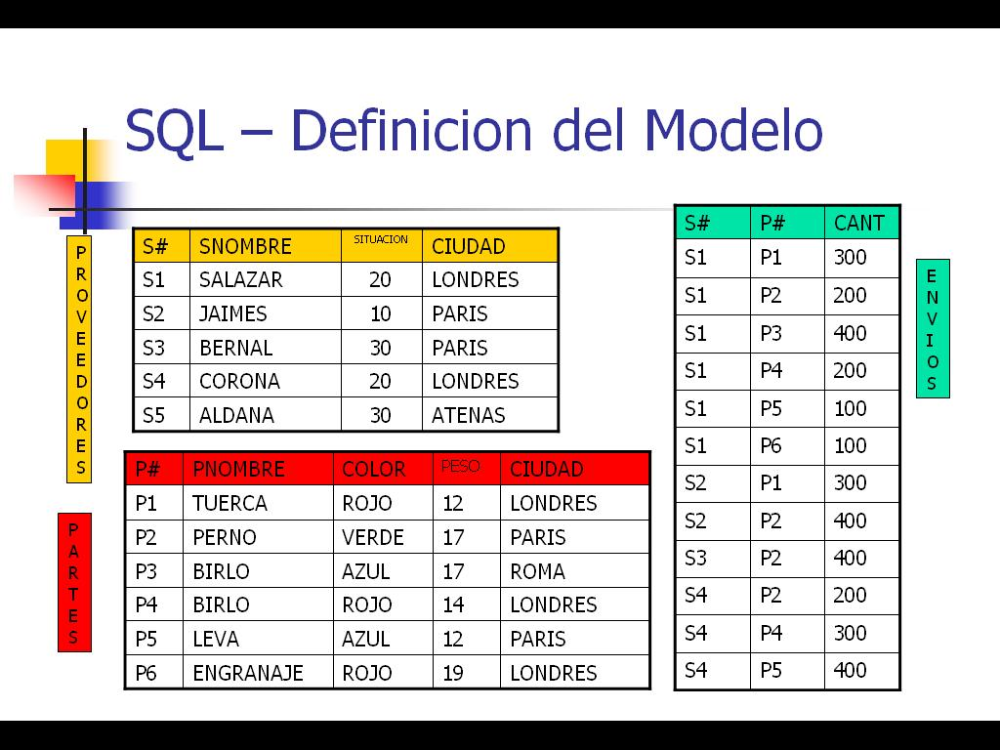 SQL – Definicion del Modelo
PROVEEDORES
S# SNOMBRE SITUACION CIUDAD
S1 SALAZAR 20 LONDRES
S2 JAIMES 10 PARIS
S3 BERNAL 30 PARIS
S4 CORONA 20 LONDRES
S5 ALDANA 30 ATENAS
PARTES
P# PNOMBRE COLOR PESO CIUDAD
P1 TUERCA ROJO 12 LONDRES
P2 PERNO VERDE 17 PARIS
P3 BIRLO AZUL 17 ROMA
P4 BIRLO ROJO 14 LONDRES
P5 LEVA AZUL 12 PARIS
P6 ENGRANAJE ROJO 19 LONDRES
S# P# CANT
S1 P1 300
S1 P2 200
S1 P3 400
S1 P4 200
S1 P5 100
S1 P6 100
S2 P1 300
S2 P2 400
S3 P2 400
S4 P2 200
S4 P4 300
S4 P5 400
ENVIOS